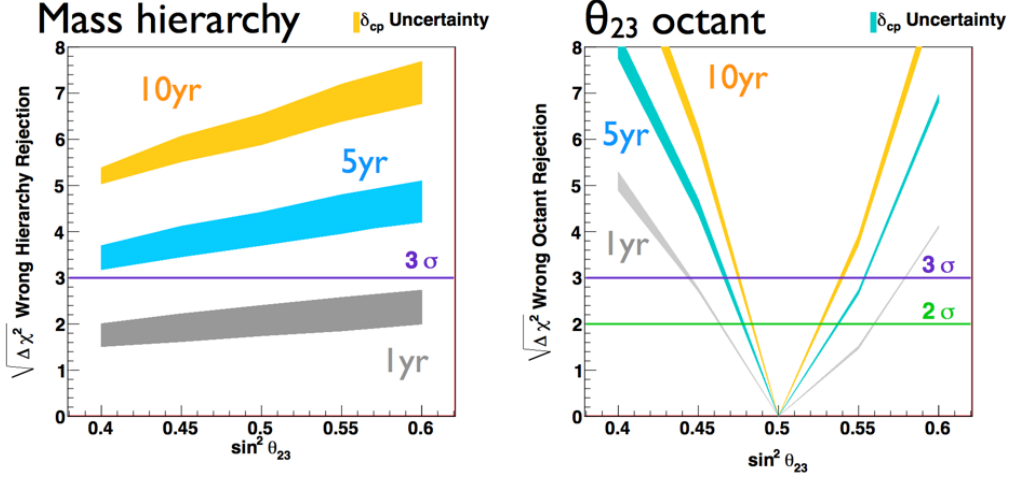 Mass hierarchy
δcp Uncertainty
√Δχ² Wrong Hierarchy Rejection
8
7
6
5
4
3
2
1
0
10yr
5yr
3 σ
1yr
0.4 0.45 0.5 0.55 0.6
sin² θ23
θ23 octant
δcp Uncertainty
√Δχ² Wrong Octant Rejection
8
7
6
5
4
3
2
1
0
10yr
5yr
1yr
3 σ
2 σ
0.4 0.45 0.5 0.55 0.6
sin² θ23